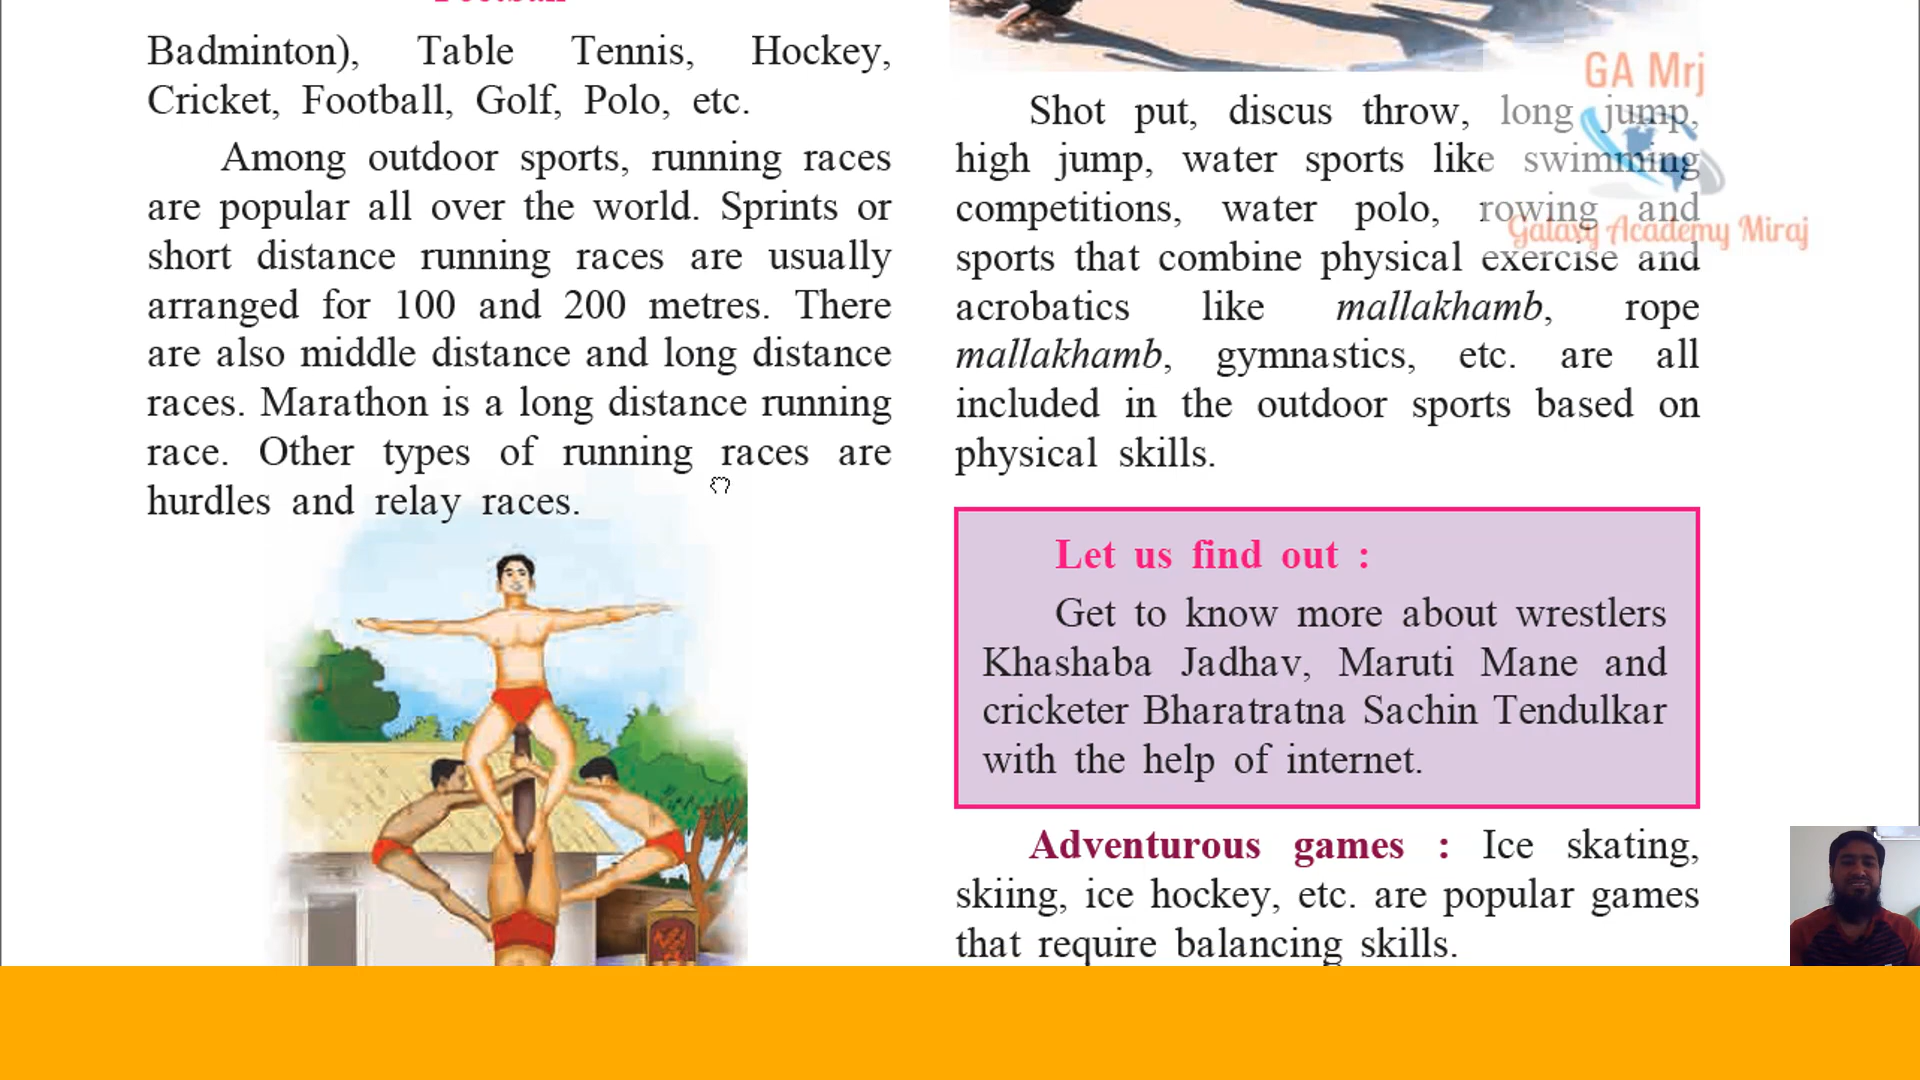 Badminton), Table Tennis, Hockey,
Cricket, Football, Golf, Polo, etc.
Among outdoor sports, running races
are popular all over the world. Sprints or
short distance running races are usually
arranged for 100 and 200 metres. There
are also middle distance and long distance
races. Marathon is a long distance running
race. Other types of running races are
hurdles and relay races.
GA Mrj
Galaxy Academy Miraj
Shot put, discus throw, long jump,
high jump, water sports like swimming
competitions, water polo, rowing and
sports that combine physical exercise and
acrobatics like mallakhamb, rope
mallakhamb, gymnastics, etc. are all
included in the outdoor sports based on
physical skills.
Let us find out :
Get to know more about wrestlers
Khashaba Jadhav, Maruti Mane and
cricketer Bharatratna Sachin Tendulkar
with the help of internet.
Adventurous games : Ice skating,
skiing, ice hockey, etc. are popular games
that require balancing skills.